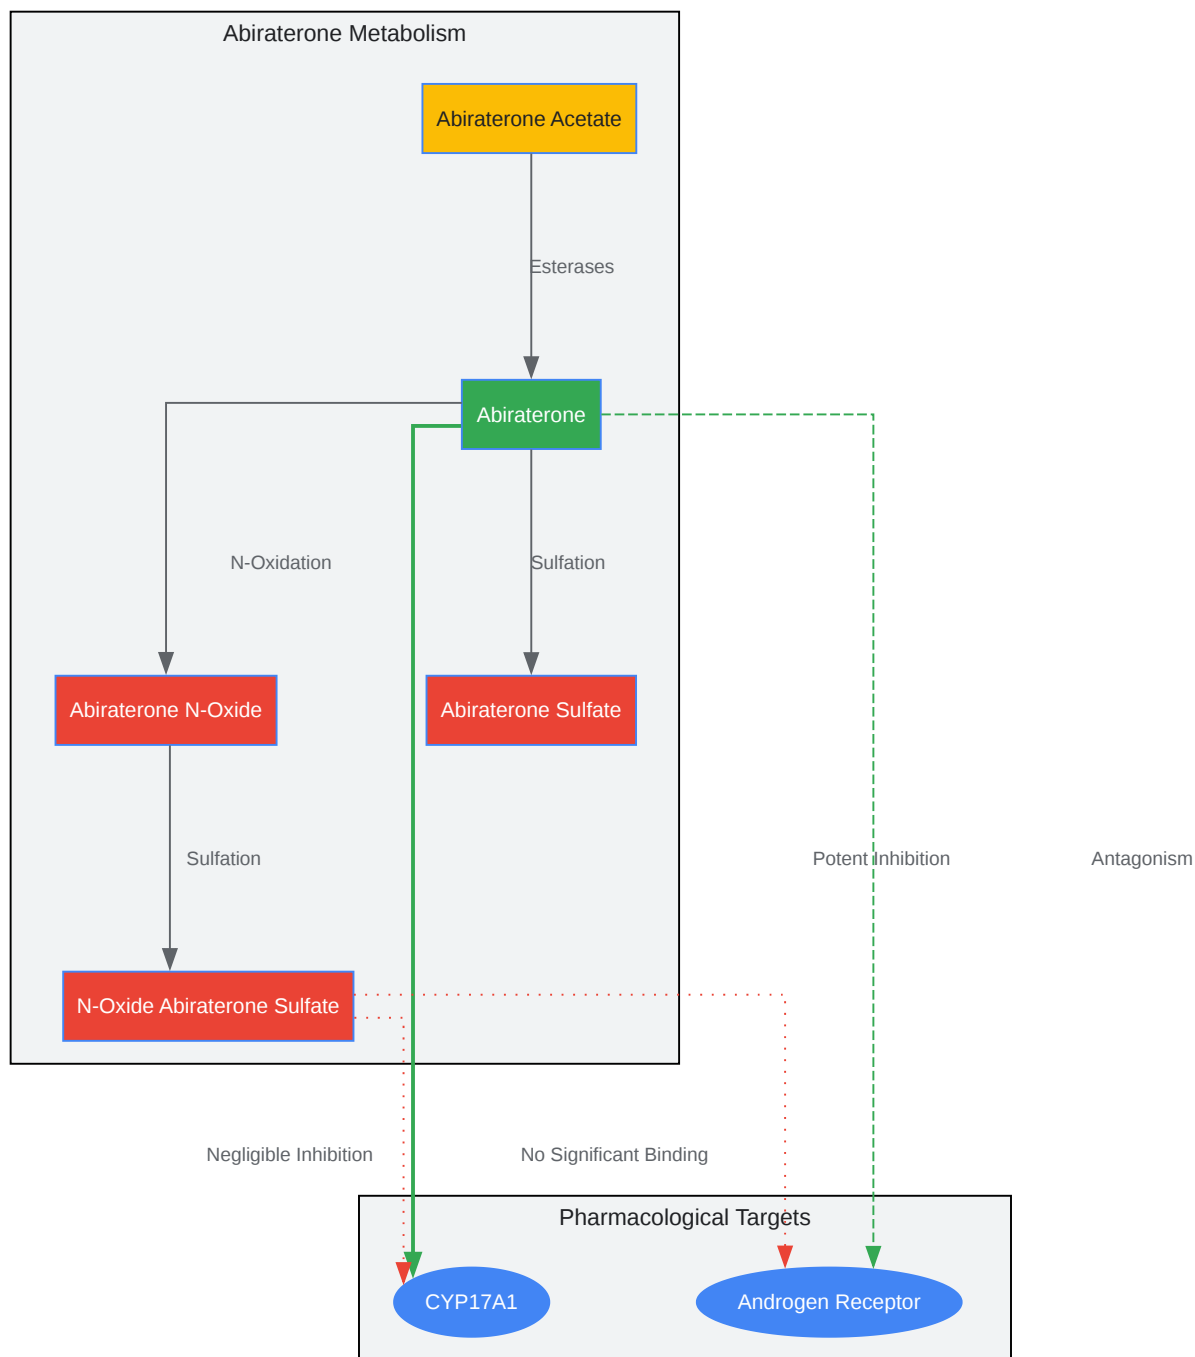 Abiraterone Metabolism
Abiraterone Acetate
Esterases
Abiraterone
N-Oxidation
Sulfation
Abiraterone N-Oxide
Abiraterone Sulfate
Sulfation
Potent Inhibition
Antagonism
N-Oxide Abiraterone Sulfate
Negligible Inhibition
No Significant Binding
Pharmacological Targets
CYP17A1
Androgen Receptor